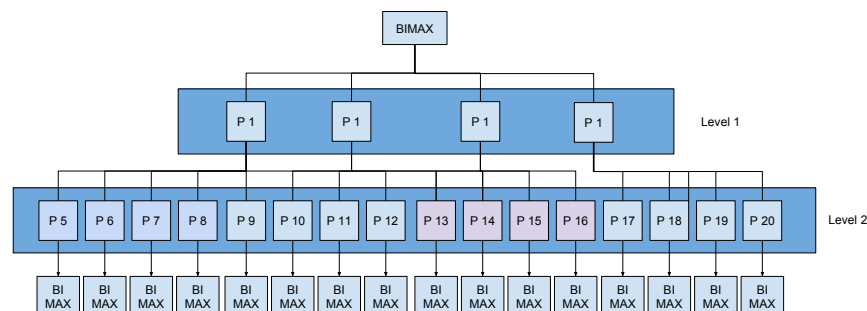 BIMAX
P 1
P 1
P 1
P 1
Level 1
P 5
P 6
P 7
P 8
P 9
P 10
P 11
P 12
P 13
P 14
P 15
P 16
P 17
P 18
P 19
P 20
Level 2
BI
MAX
BI
MAX
BI
MAX
BI
MAX
BI
MAX
BI
MAX
BI
MAX
BI
MAX
BI
MAX
BI
MAX
BI
MAX
BI
MAX
BI
MAX
BI
MAX
BI
MAX
BI
MAX